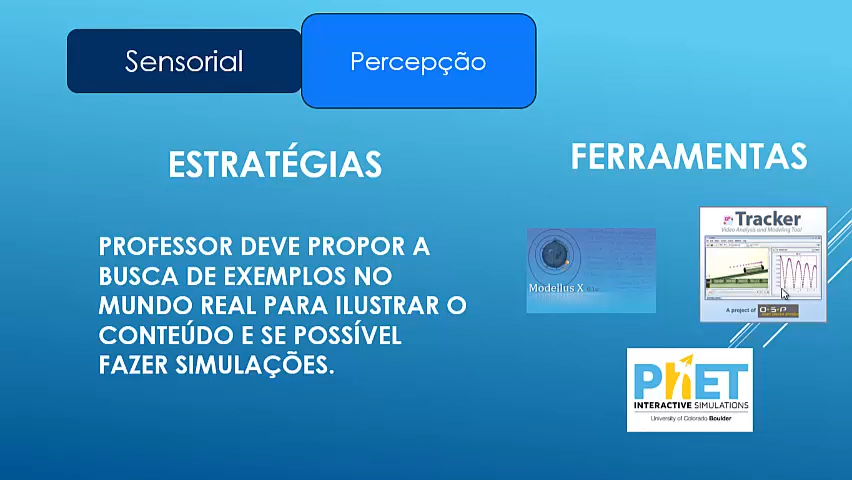 Sensorial
Percepção
ESTRATÉGIAS
FERRAMENTAS
PROFESSOR DEVE PROPOR A
BUSCA DE EXEMPLOS NO
MUNDO REAL PARA ILUSTRAR O
CONTEÚDO E SE POSSÍVEL
FAZER SIMULAÇÕES.
Modellus X
Tracker
Video Analysis and Modeling Tool
A project of O·S·P
PhET
INTERACTIVE SIMULATIONS
University of Colorado Boulder